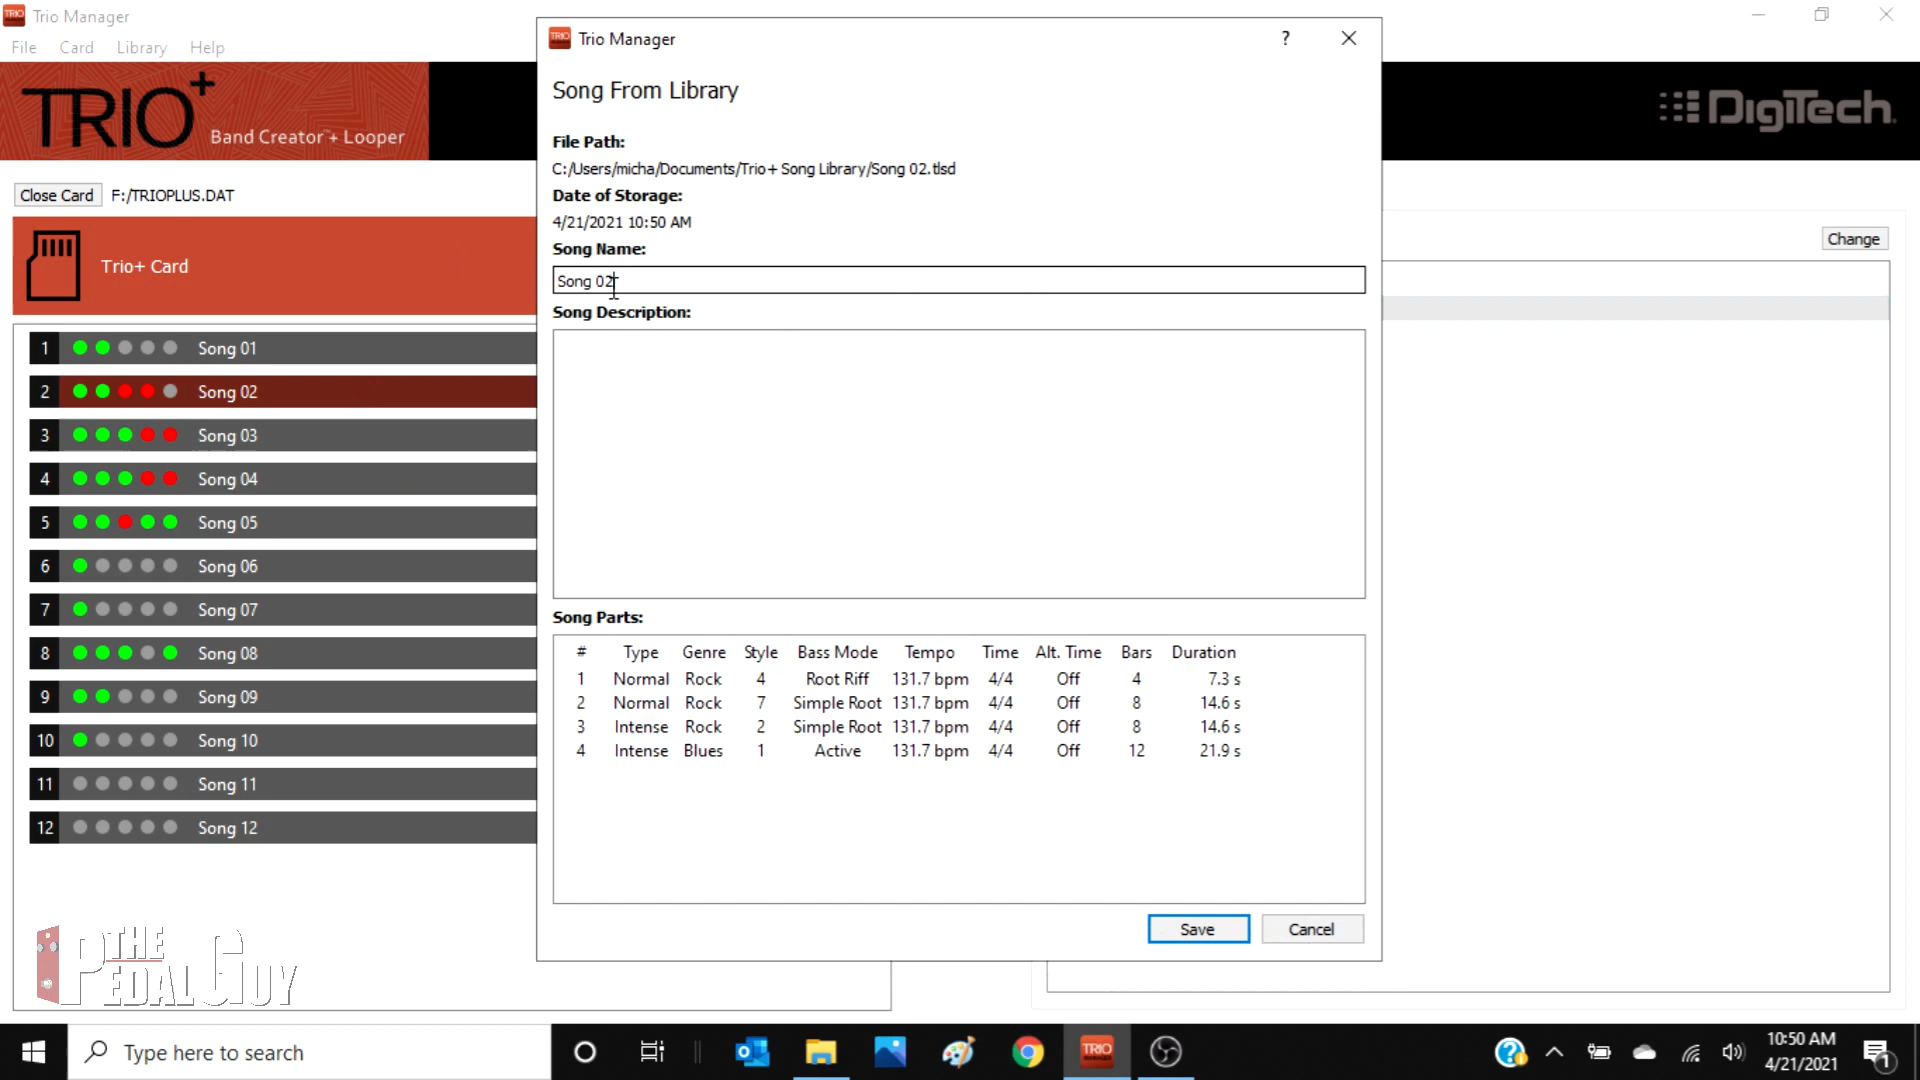 TRIO Trio Manager
File Card Library Help
TRIO+ Band Creator™+ Looper
DigiTech.
Close Card F:/TRIOPLUS.DAT
Trio+ Card
1 Song 01
2 Song 02
3 Song 03
4 Song 04
5 Song 05
6 Song 06
7 Song 07
8 Song 08
9 Song 09
10 Song 10
11 Song 11
12 Song 12
THE
PEDAL GUY
TRIO Trio Manager ?
Song From Library
File Path:
C:/Users/micha/Documents/Trio+ Song Library/Song 02.tlsd
Date of Storage:
4/21/2021 10:50 AM
Song Name:
Song 02
Song Description:
Song Parts:
# Type Genre Style Bass Mode Tempo Time Alt. Time Bars Duration
1 Normal Rock 4 Root Riff 131.7 bpm 4/4 Off 4 7.3 s
2 Normal Rock 7 Simple Root 131.7 bpm 4/4 Off 8 14.6 s
3 Intense Rock 2 Simple Root 131.7 bpm 4/4 Off 8 14.6 s
4 Intense Blues 1 Active 131.7 bpm 4/4 Off 12 21.9 s
Save Cancel
Change
Type here to search
TRIO
?
10:50 AM
4/21/2021
1